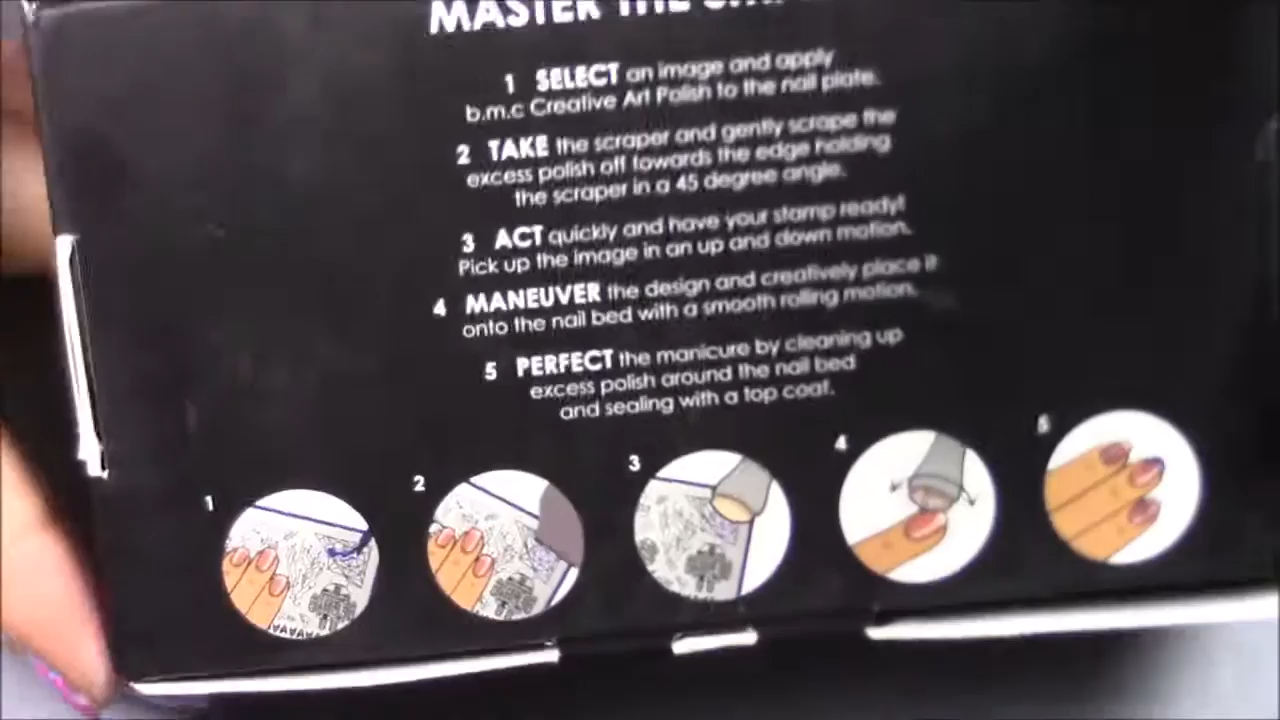 MASTER THE
1 SELECT an image and apply
b.m.c Creative Art Polish to the nail plate.
2 TAKE the scraper and gently scrape the
excess polish off towards the edge holding
the scraper in a 45 degree angle.
3 ACT quickly and have your stamp ready!
Pick up the image in an up and down motion.
4 MANEUVER the design and creatively place it
onto the nail bed with a smooth rolling motion.
5 PERFECT the manicure by cleaning up
excess polish around the nail bed
and sealing with a top coat.
1 2 3 4 5